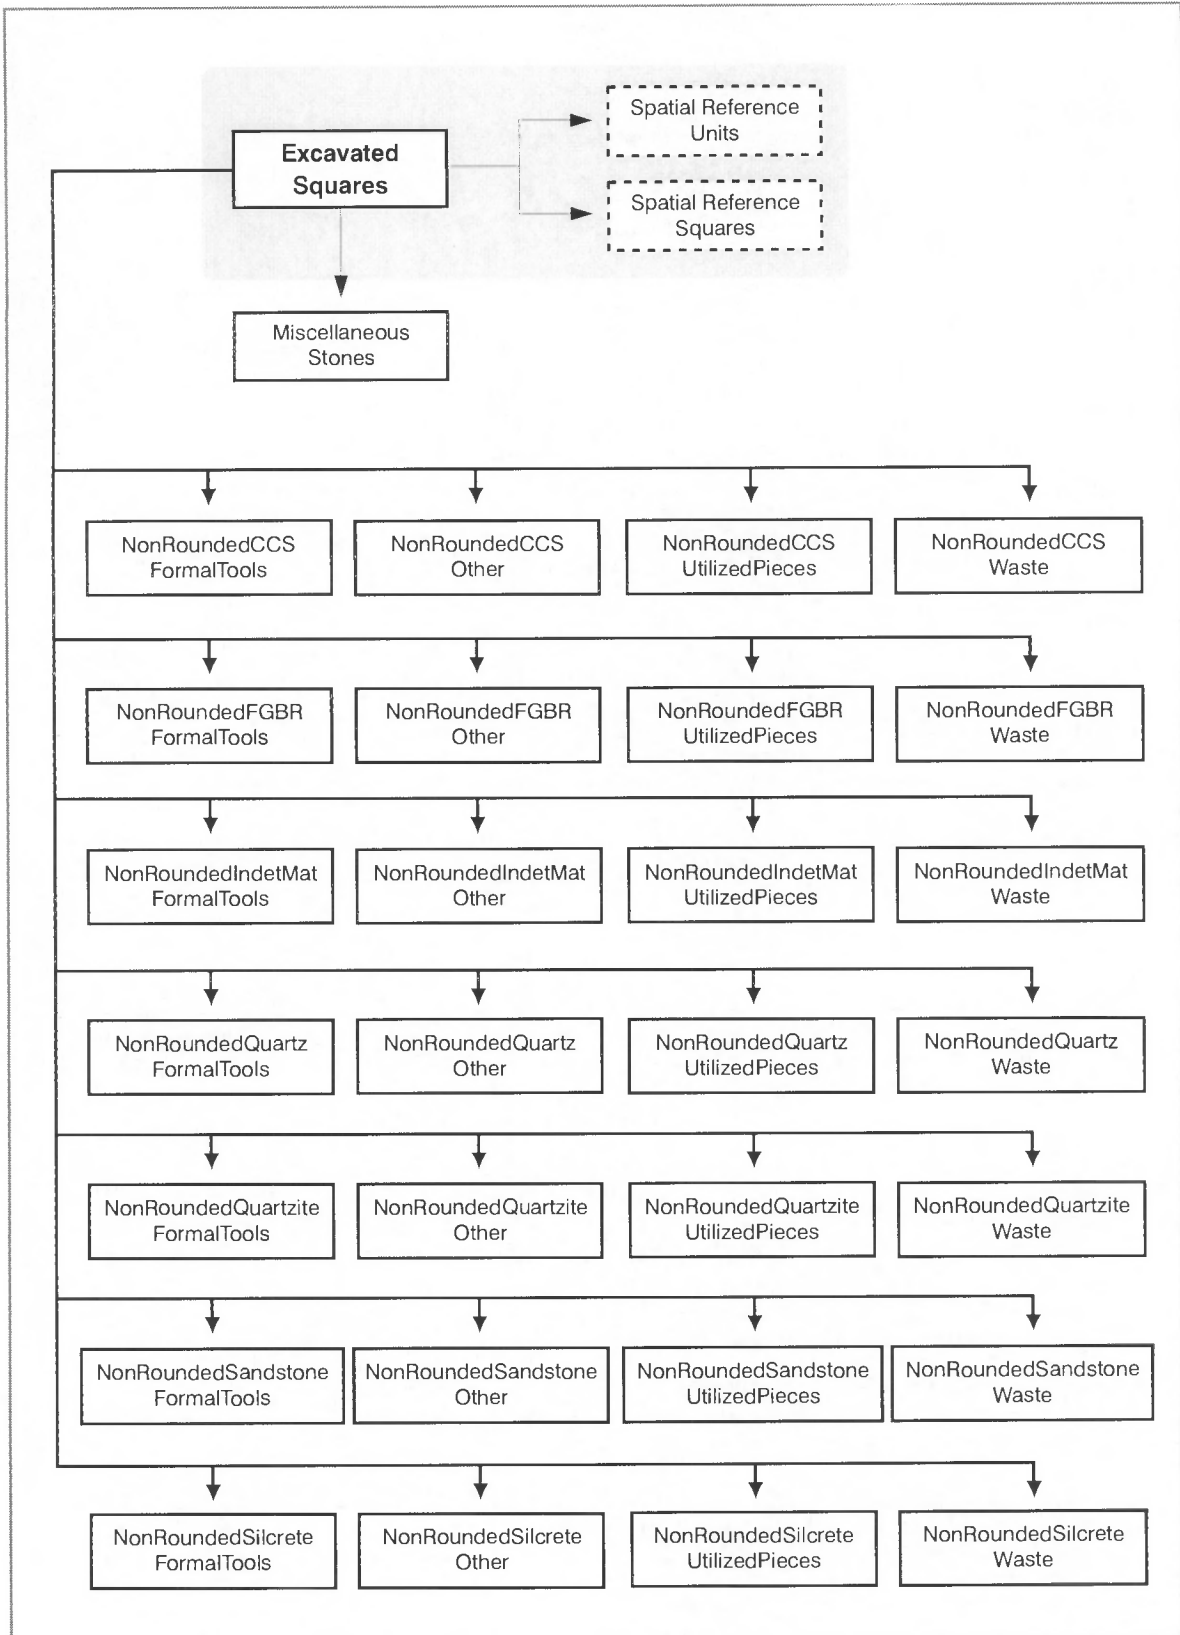 Spatial Reference
Units
Excavated
Squares
Spatial Reference
Squares
Miscellaneous
Stones
NonRoundedCCS
FormalTools
NonRoundedCCS
Other
NonRoundedCCS
UtilizedPieces
NonRoundedCCS
Waste
NonRoundedFGBR
FormalTools
NonRoundedFGBR
Other
NonRoundedFGBR
UtilizedPieces
NonRoundedFGBR
Waste
NonRoundedIndetMat
FormalTools
NonRoundedIndetMat
Other
NonRoundedIndetMat
UtilizedPieces
NonRoundedIndetMat
Waste
NonRoundedQuartz
FormalTools
NonRoundedQuartz
Other
NonRoundedQuartz
UtilizedPieces
NonRoundedQuartz
Waste
NonRoundedQuartzite
FormalTools
NonRoundedQuartzite
Other
NonRoundedQuartzite
UtilizedPieces
NonRoundedQuartzite
Waste
NonRoundedSandstone
FormalTools
NonRoundedSandstone
Other
NonRoundedSandstone
UtilizedPieces
NonRoundedSandstone
Waste
NonRoundedSilcrete
FormalTools
NonRoundedSilcrete
Other
NonRoundedSilcrete
UtilizedPieces
NonRoundedSilcrete
Waste